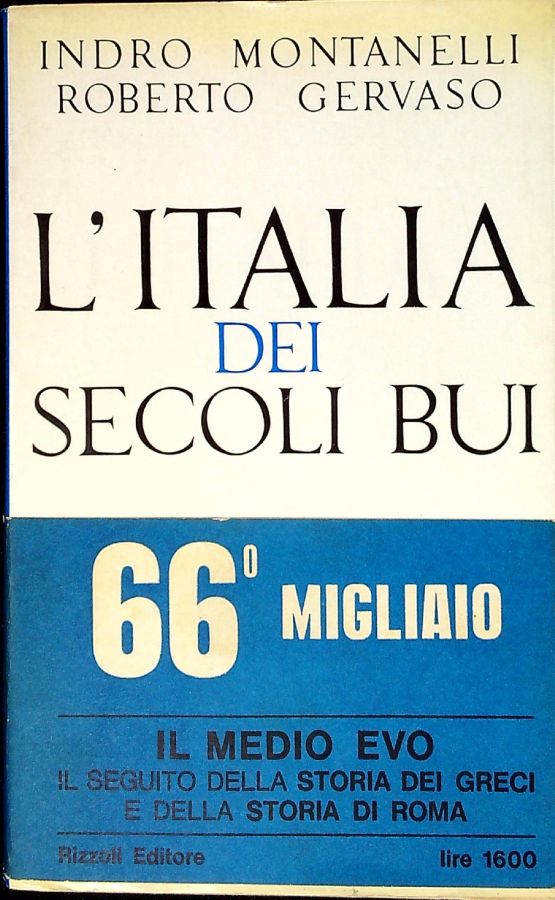 INDRO MONTANELLI
ROBERTO GERVASO
L'ITALIA
DEI
SECOLI BUI
66° MIGLIAIO
IL MEDIO EVO
IL SEGUITO DELLA STORIA DEI GRECI
E DELLA STORIA DI ROMA
Rizzoli Editore lire 1600